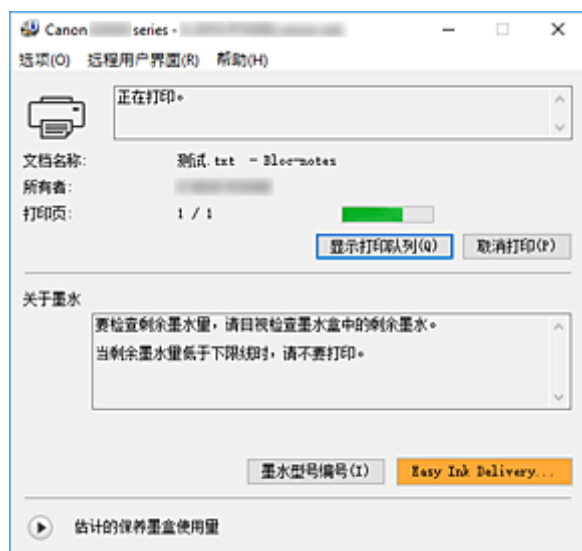 Canon series -
选项(O) 远程用户界面(R) 帮助(H)
正在打印。
文档名称: 测试.txt - Bloc-notes
所有者:
打印页: 1 / 1
显示打印队列(Q) 取消打印(P)
关于墨水
要检查剩余墨水量，请目视检查墨水盒中的剩余墨水。
当剩余墨水量低于下限线时，请不要打印。
墨水型号编号(I) Easy Ink Delivery...
估计的保养墨盒使用量